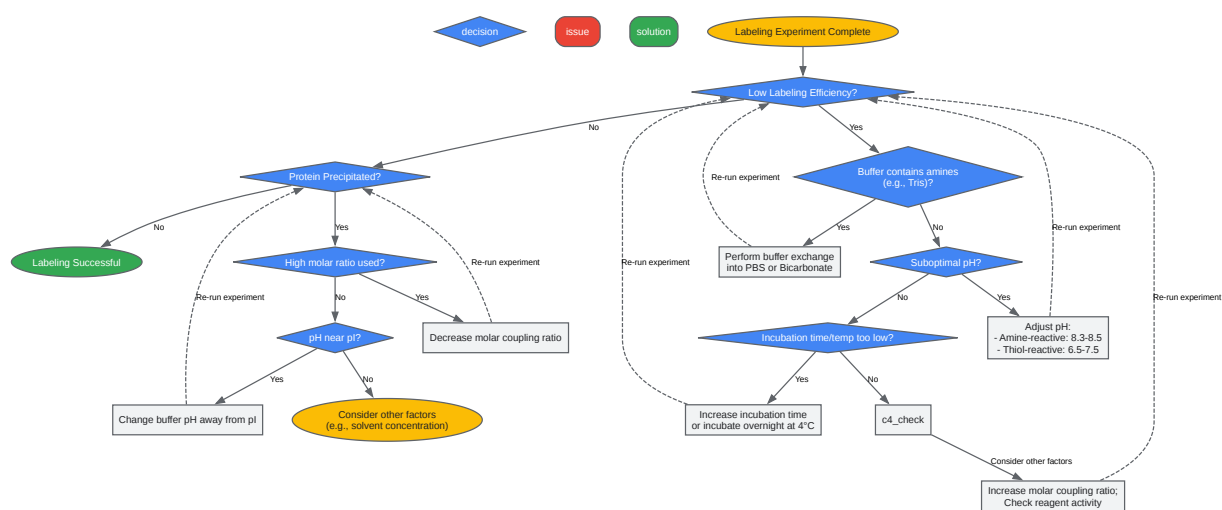 decision
issue
solution
Labeling Experiment Complete
Low Labeling Efficiency?
No
Yes
Protein Precipitated?
Re-run experiment
Buffer contains amines
(e.g., Tris)?
No
Yes
Yes
No
Re-run experiment
Labeling Successful
High molar ratio used?
Re-run experiment
Re-run experiment
Perform buffer exchange
into PBS or Bicarbonate
Suboptimal pH?
Re-run experiment
No
Yes
No
Yes
Re-run experiment
pH near pI?
Decrease molar coupling ratio
Incubation time/temp too low?
Adjust pH:
- Amine-reactive: 8.3-8.5
- Thiol-reactive: 6.5-7.5
Yes
No
Yes
No
Change buffer pH away from pI
Consider other factors
(e.g., solvent concentration)
Increase incubation time
or incubate overnight at 4°C
c4_check
Consider other factors
Increase molar coupling ratio;
Check reagent activity